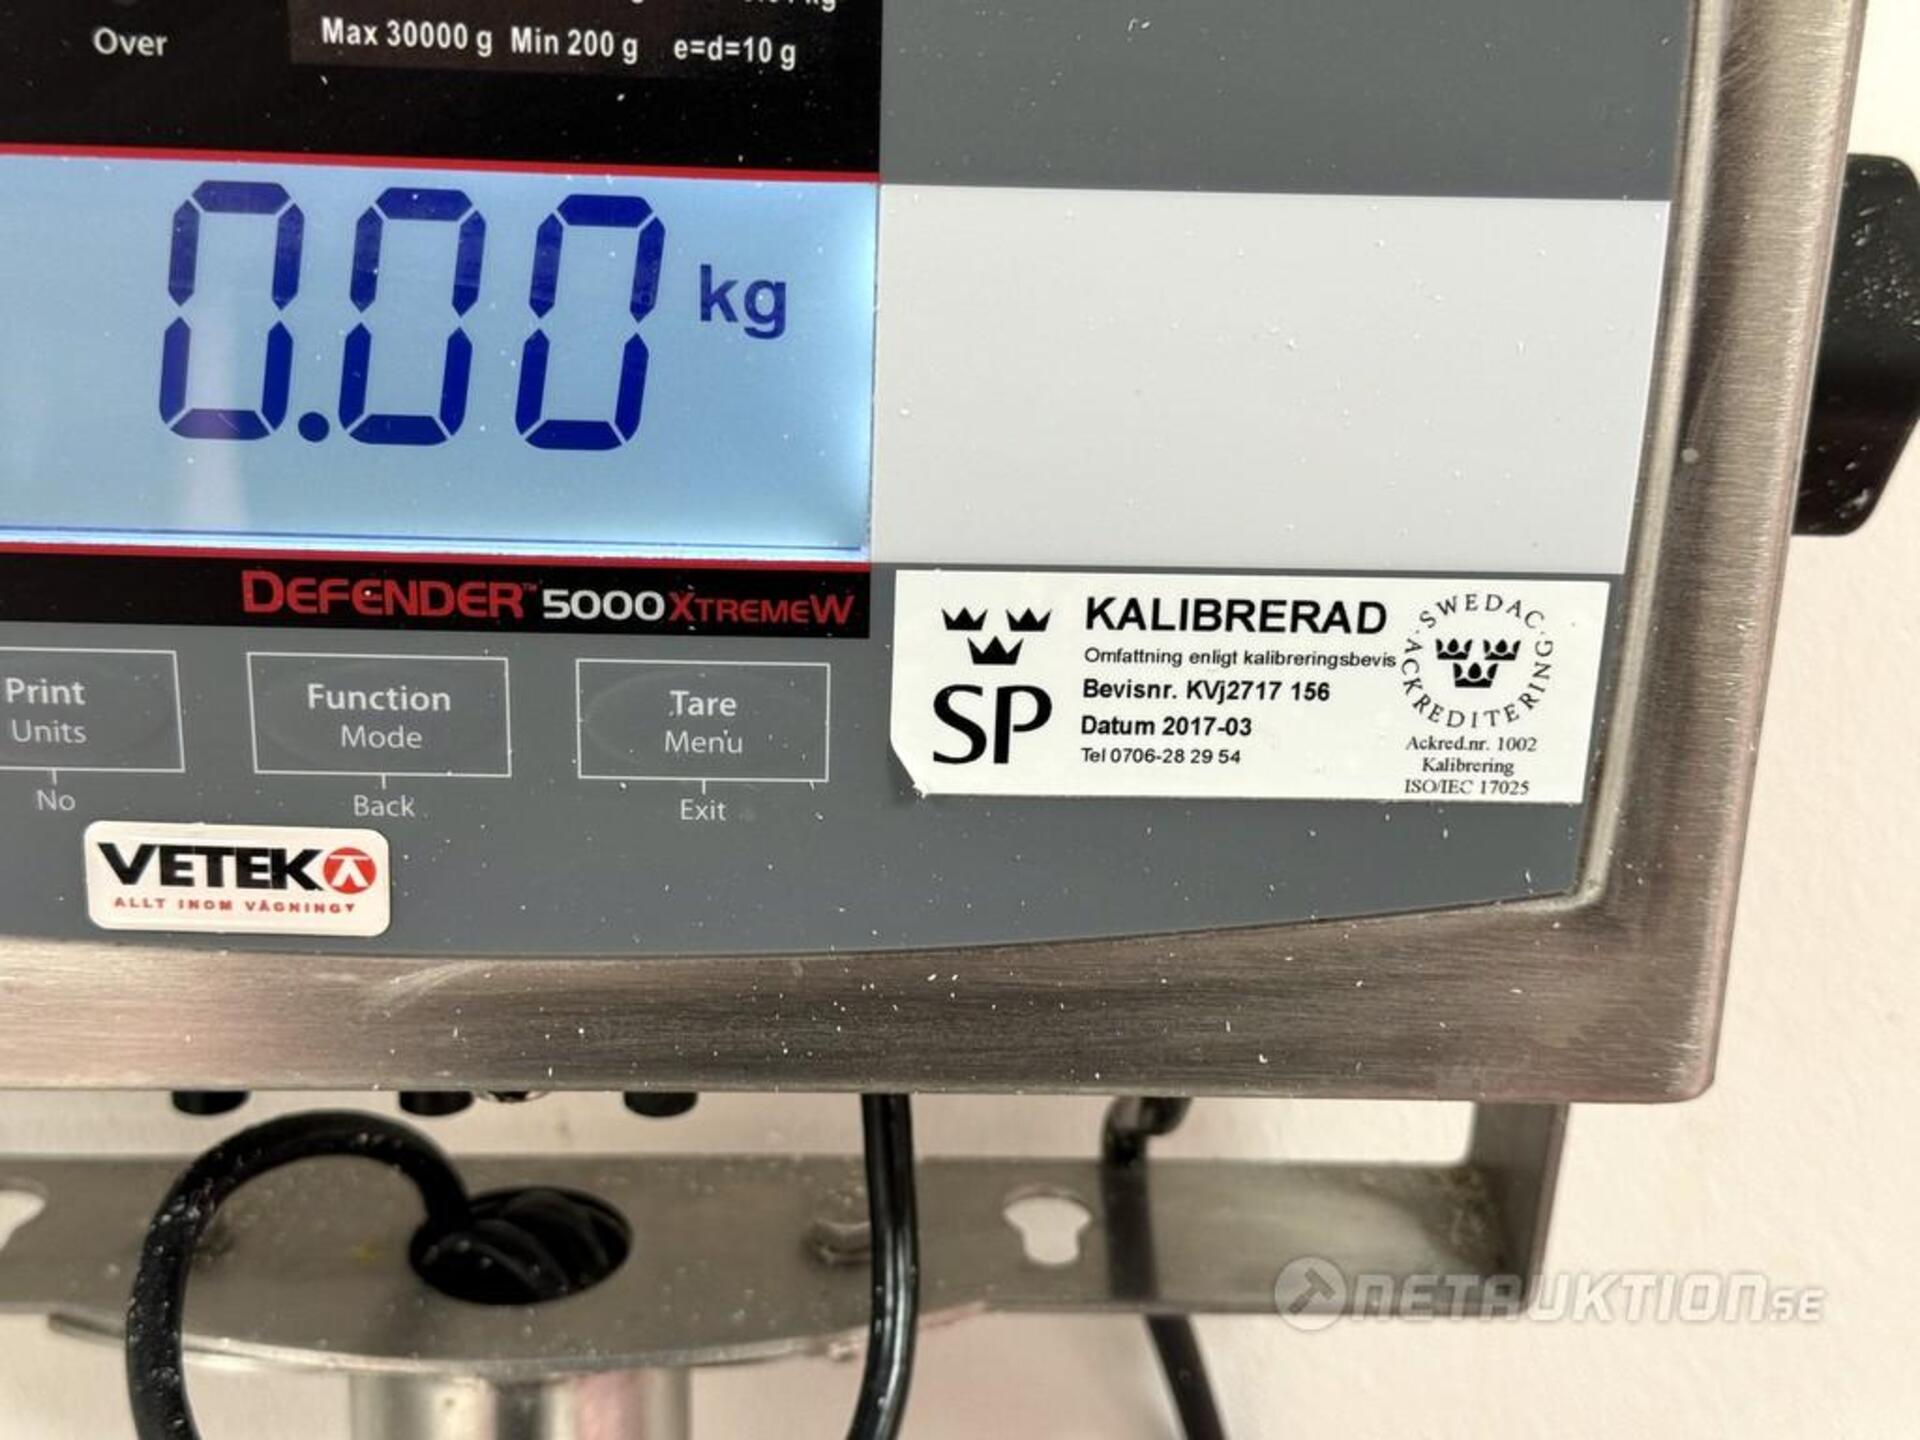 Over
Max 30000 g Min 200 g e=d=10 g
0.00 kg
DEFENDER™ 5000 XTREMEW
Print
Units
No
Function
Mode
Back
Tare
Menu
Exit
VETEK
ALLT INOM VÅGNING
SP
KALIBRERAD
Omfattning enligt kalibreringsbevis
Bevisnr. KVj2717 156
Datum 2017-03
Tel 0706-28 29 54
SWEDAC
ACKREDITERING
Ackred.nr. 1002
Kalibrering
ISO/IEC 17025
NETAUKTION.SE